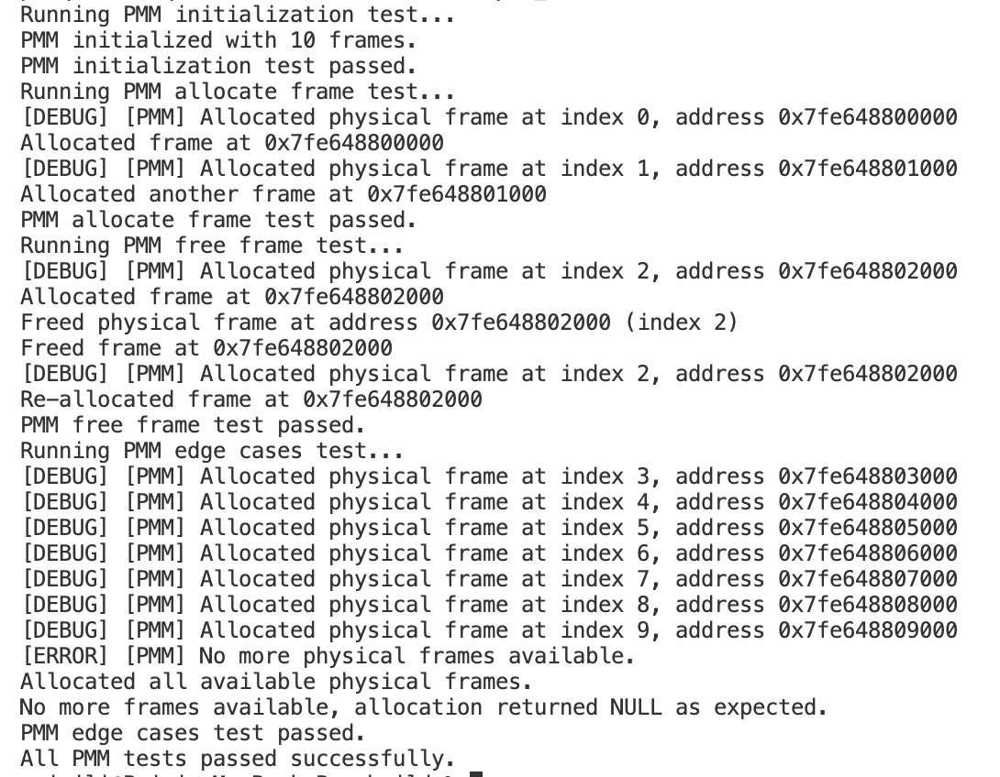 Running PMM initialization test...
PMM initialized with 10 frames.
PMM initialization test passed.
Running PMM allocate frame test...
[DEBUG] [PMM] Allocated physical frame at index 0, address 0x7fe648800000
Allocated frame at 0x7fe648800000
[DEBUG] [PMM] Allocated physical frame at index 1, address 0x7fe648801000
Allocated another frame at 0x7fe648801000
PMM allocate frame test passed.
Running PMM free frame test...
[DEBUG] [PMM] Allocated physical frame at index 2, address 0x7fe648802000
Allocated frame at 0x7fe648802000
Freed physical frame at address 0x7fe648802000 (index 2)
Freed frame at 0x7fe648802000
[DEBUG] [PMM] Allocated physical frame at index 2, address 0x7fe648802000
Re-allocated frame at 0x7fe648802000
PMM free frame test passed.
Running PMM edge cases test...
[DEBUG] [PMM] Allocated physical frame at index 3, address 0x7fe648803000
[DEBUG] [PMM] Allocated physical frame at index 4, address 0x7fe648804000
[DEBUG] [PMM] Allocated physical frame at index 5, address 0x7fe648805000
[DEBUG] [PMM] Allocated physical frame at index 6, address 0x7fe648806000
[DEBUG] [PMM] Allocated physical frame at index 7, address 0x7fe648807000
[DEBUG] [PMM] Allocated physical frame at index 8, address 0x7fe648808000
[DEBUG] [PMM] Allocated physical frame at index 9, address 0x7fe648809000
[ERROR] [PMM] No more physical frames available.
Allocated all available physical frames.
No more frames available, allocation returned NULL as expected.
PMM edge cases test passed.
All PMM tests passed successfully.